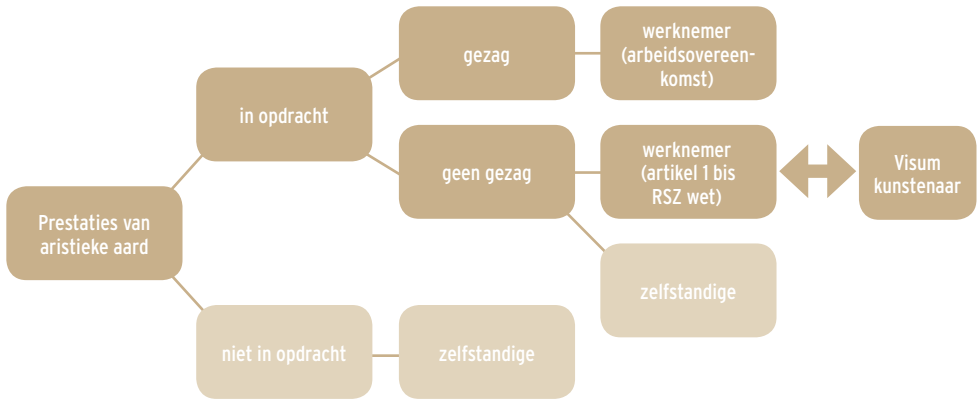 Prestaties van
aristieke aard
in opdracht
niet in opdracht
gezag
geen gezag
zelfstandige
werknemer
(arbeidsovereen-
komst)
werknemer
(artikel 1 bis
RSZ wet)
zelfstandige
Visum
kunstenaar